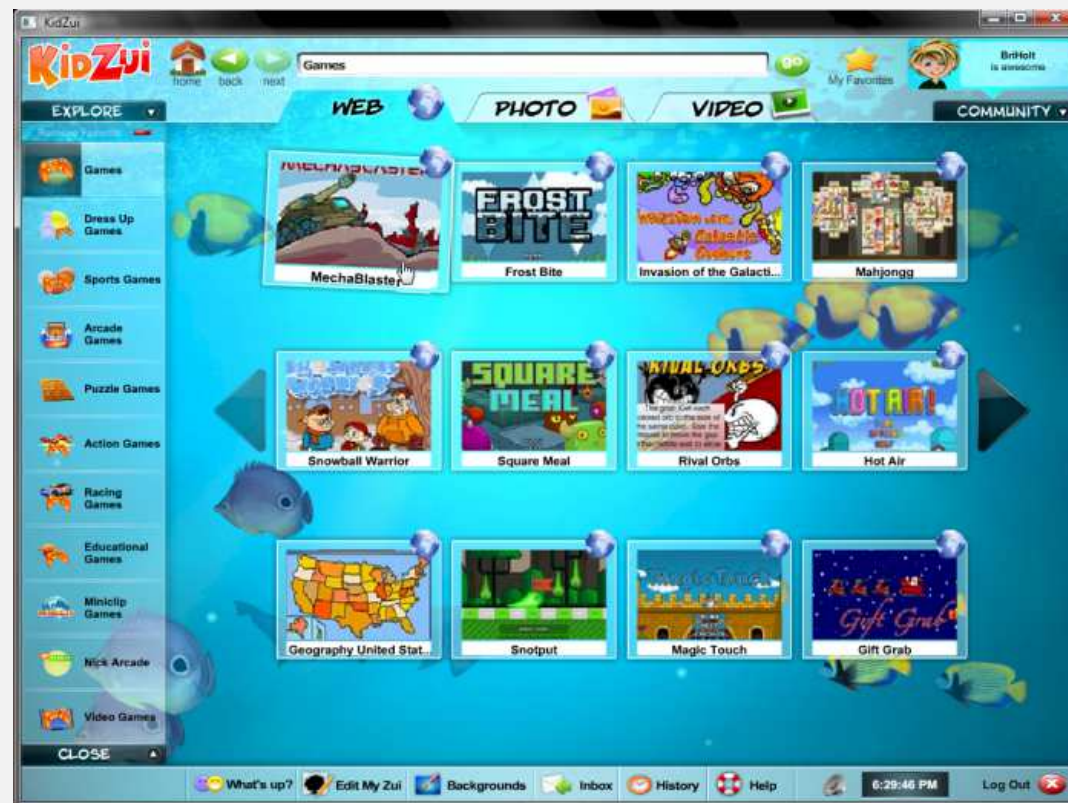 KidZui
KidZui
home
back
next
Games
go
My Favorites
BriHolt
is awesome
EXPLORE
WEB
PHOTO
VIDEO
COMMUNITY
Games
Dress Up
Games
Sports Games
Arcade
Games
Puzzle Games
Action Games
Racing
Games
Educational
Games
Miniclip
Games
Nick Arcade
Video Games
CLOSE
MECHABLASTER
MechaBlaster
FROST
BITE
Frost Bite
Invasion of the Galacti...
Mahjongg
Snowball Warrior
SQUARE
MEAL
Square Meal
RIVAL ORBS
Rival Orbs
HOT AIR!
Hot Air
Geography United Stat...
Snotput
Magic Touch
Magic Touch
Gift Grab
Gift Grab
What's up?
Edit My Zui
Backgrounds
Inbox
History
Help
6:29:46 PM
Log Out